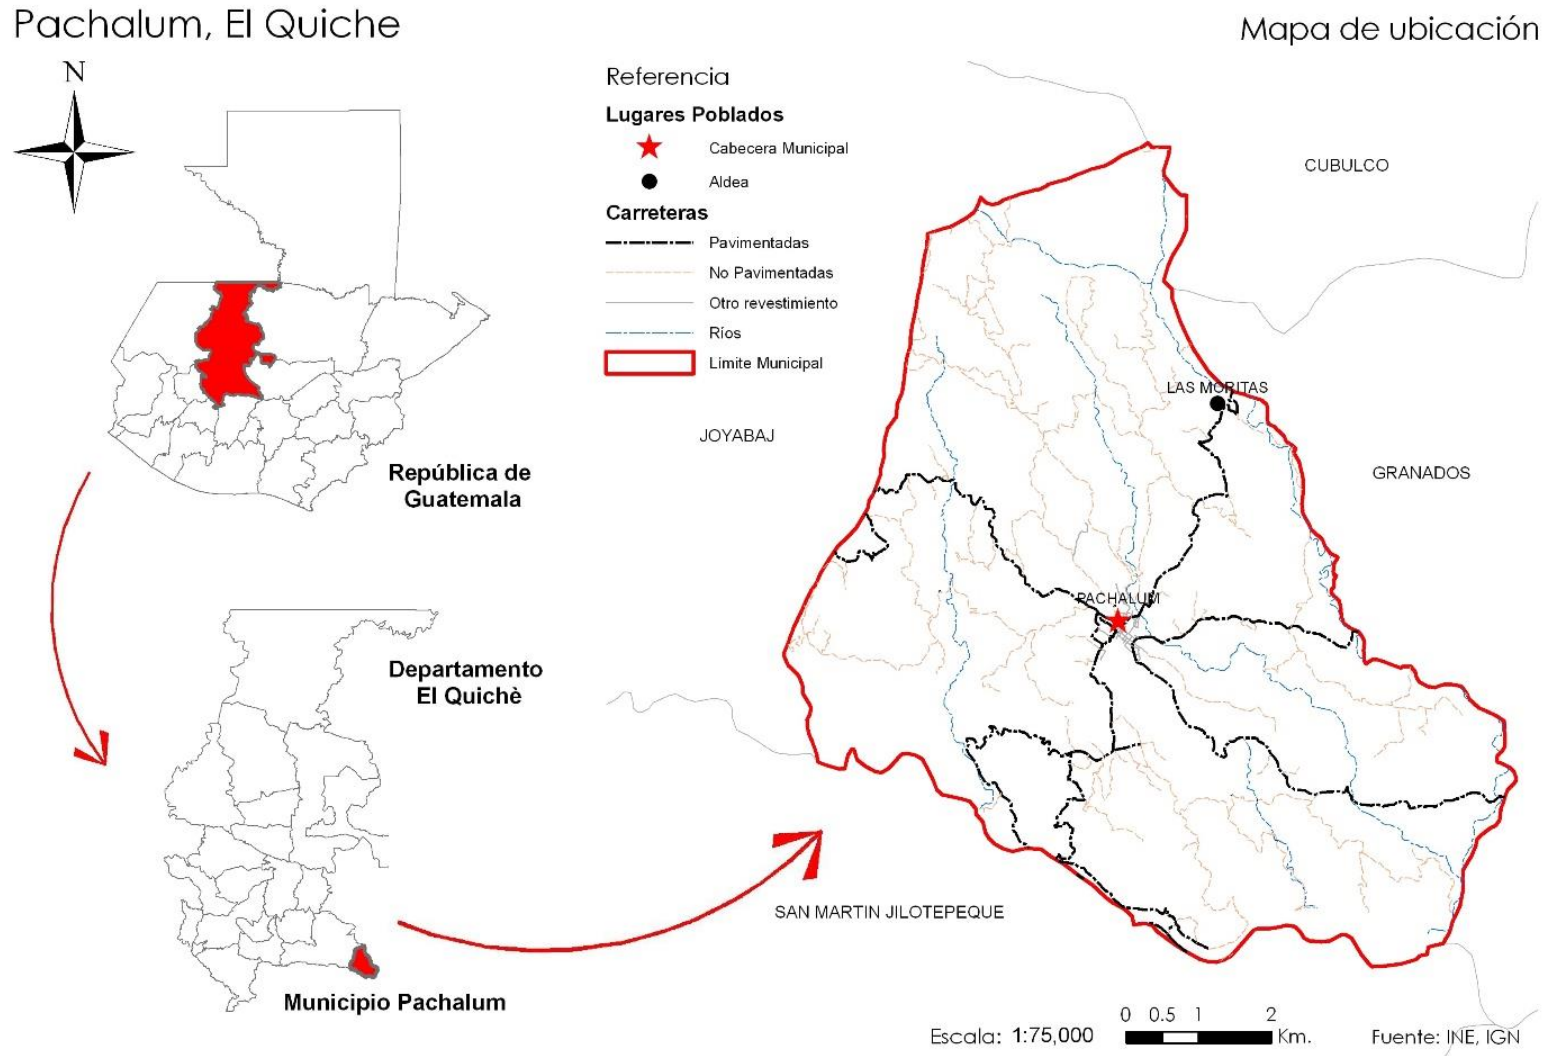 Pachalum, El Quiche
Mapa de ubicación
N
Referencia
Lugares Poblados
Cabecera Municipal
Aldea
Carreteras
Pavimentadas
No Pavimentadas
Otro revestimiento
Ríos
Límite Municipal
República de
Guatemala
Departamento
El Quichè
Municipio Pachalum
CUBULCO
LAS MORITAS
JOYABAJ
GRANADOS
PACHALUM
SAN MARTIN JILOTEPEQUE
Escala: 1:75,000
0 0.5 1 2
Km.
Fuente: INE, IGN